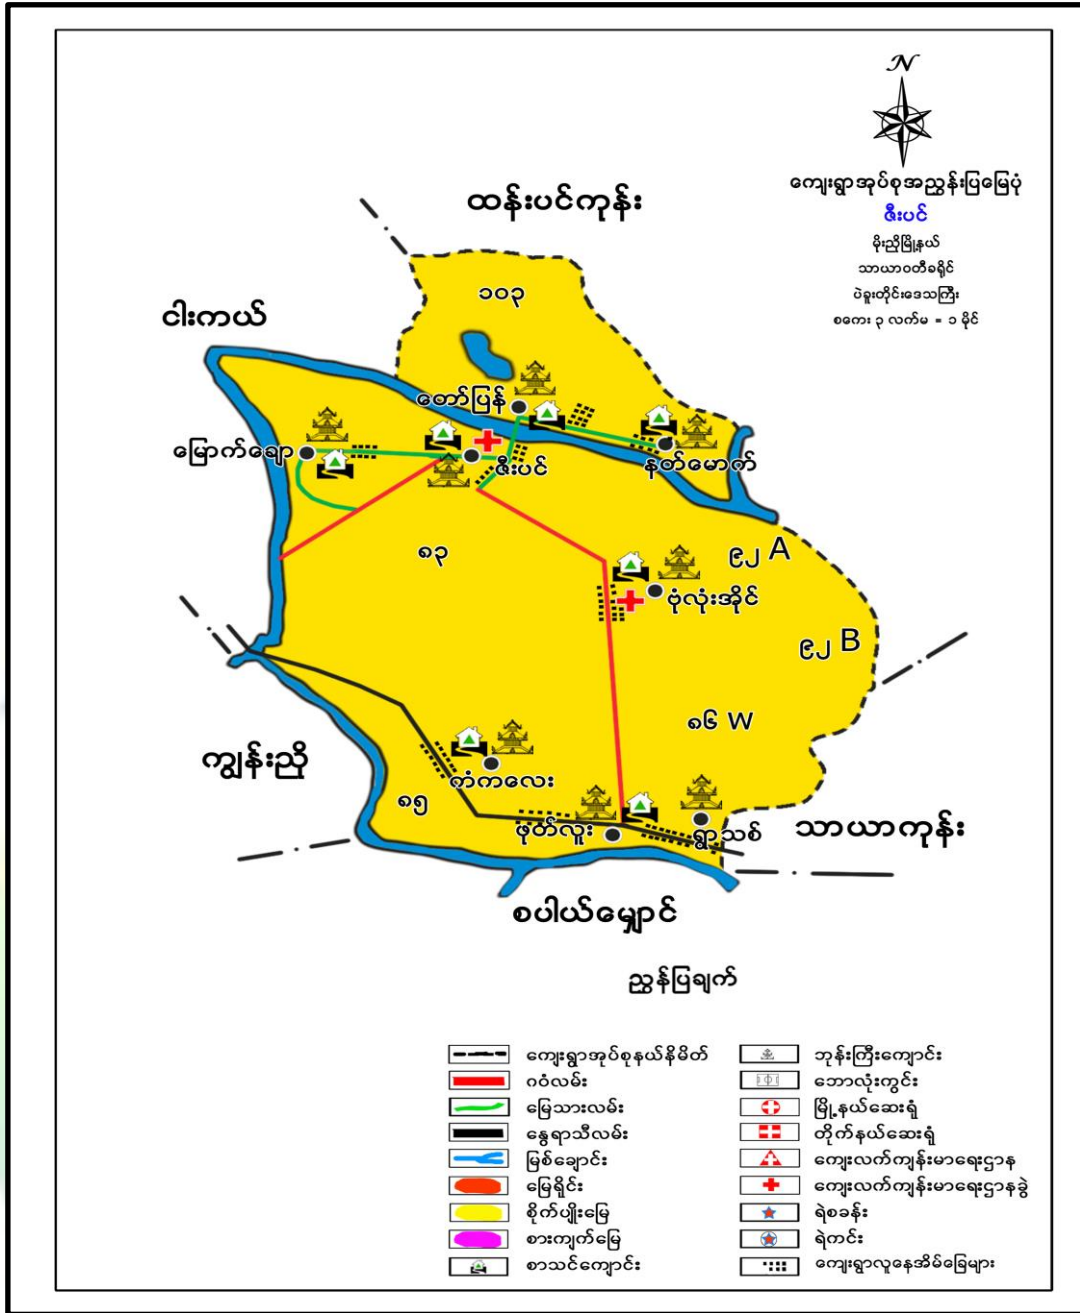 N
ကျေးရွာအုပ်စုအညွှန်းပြမြေပုံ
ဇီးပင်
မိုးညိုမြို့နယ်
သာယာဝတီခရိုင်
ပဲခူးတိုင်းဒေသကြီး
စကေး ၃ လက်မ = ၁ မိုင်
ထန်းပင်ကုန်း
၁၀၃
ငါးကယ်
တော်ပြန်
မြောက်ချော
ဇီးပင်
နတ်မောက်
၈၃
၉၂ A
ဗုံလုံးအိုင်
၉၂ B
၈၆ W
ကျွန်းညို
ကံကလေး
၈၅
ဖုတ်လူး
ရွာသစ်
သာယာကုန်း
စပါယ်မျှောင်
ညွှန်ပြချက်
ကျေးရွာအုပ်စုနယ်နိမိတ်
ဂဝံလမ်း
မြေသားလမ်း
နွေရာသီလမ်း
မြစ်ချောင်း
မြေရိုင်း
စိုက်ပျိုးမြေ
စားကျက်မြေ
စာသင်ကျောင်း
ဘုန်းကြီးကျောင်း
ဘောလုံးကွင်း
မြို့နယ်ဆေးရုံ
တိုက်နယ်ဆေးရုံ
ကျေးလက်ကျန်းမာရေးဌာန
ကျေးလက်ကျန်းမာရေးဌာနခွဲ
ရဲစခန်း
ရဲကင်း
ကျေးရွာလူနေအိမ်ခြေများ